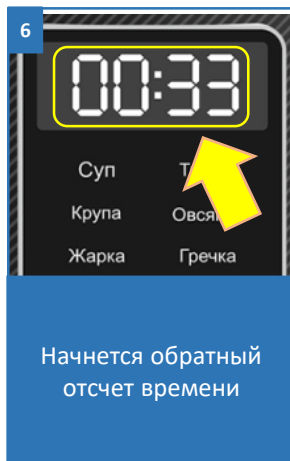 6
00:33
Суп
Крупа
Жарка Гречка
Начнется обратный
отсчет времени